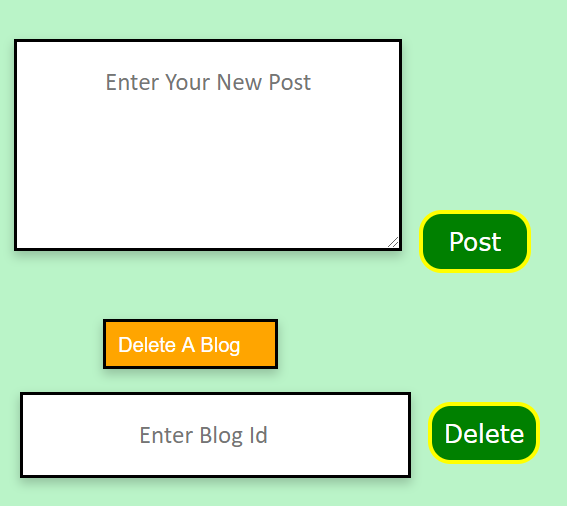 Enter Your New Post
Post
Delete A Blog
Enter Blog Id
Delete